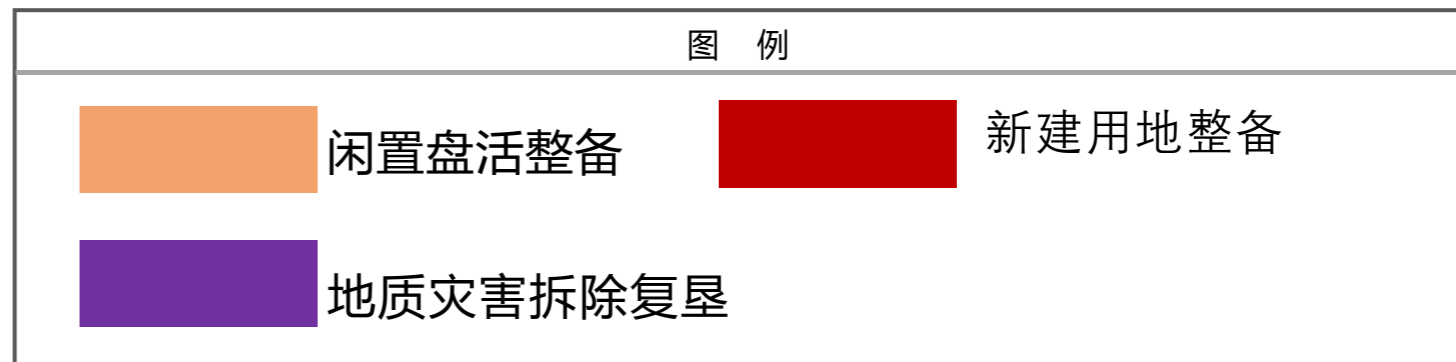 图 例
闲置盘活整备
新建用地整备
地质灾害拆除复垦